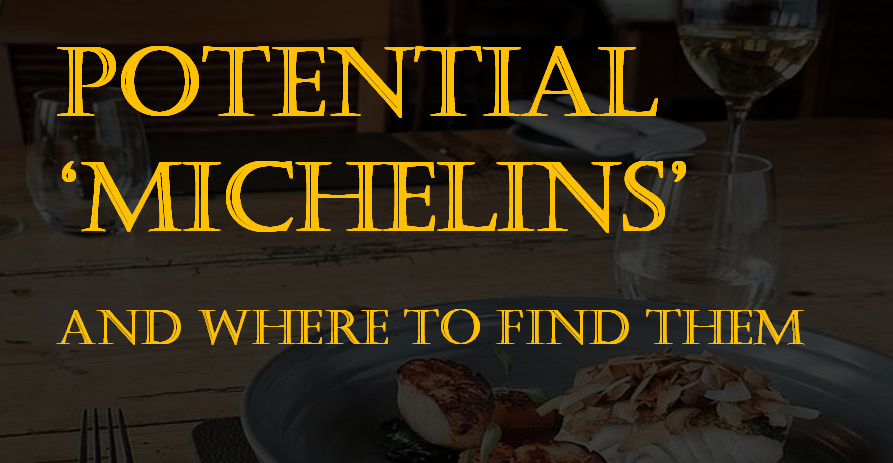 POTENTIAL
‘MICHELINS’
AND WHERE TO FIND THEM